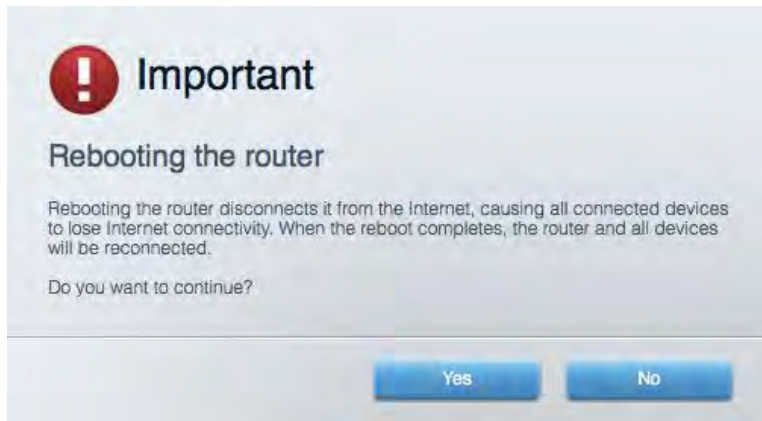 Important
Rebooting the router
Rebooting the router disconnects it from the Internet, causing all connected devices
to lose Internet connectivity. When the reboot completes, the router and all devices
will be reconnected.
Do you want to continue?
Yes
No